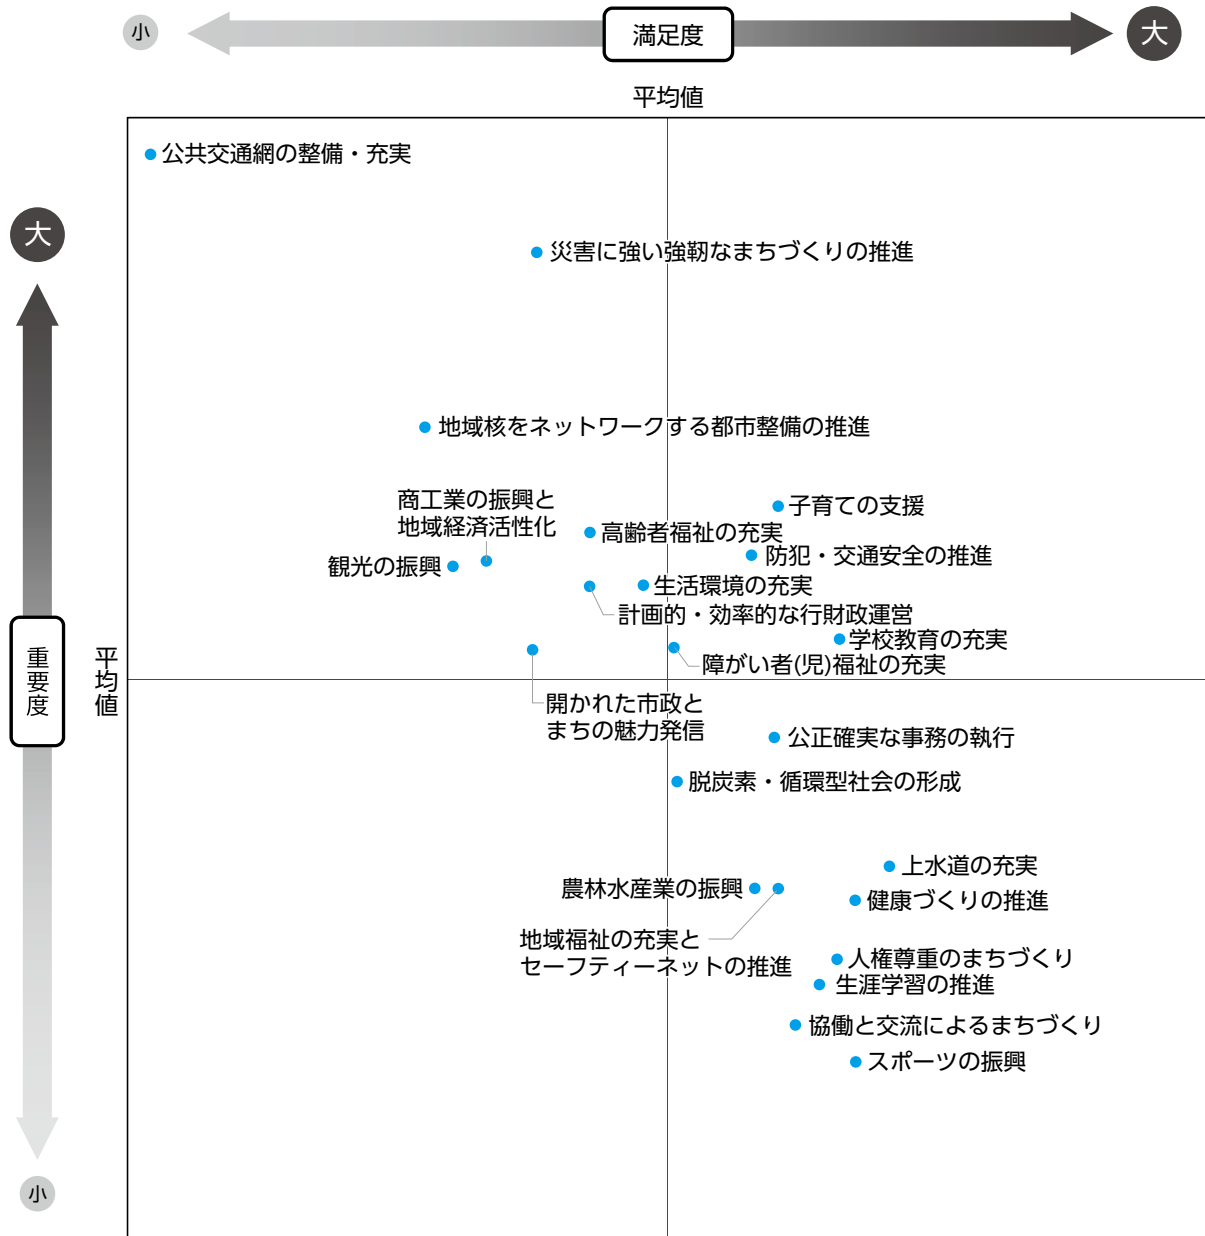 小
満足度
大
平均値
公共交通網の整備・充実
大
災害に強い強靭なまちづくりの推進
地域核をネットワークする都市整備の推進
商工業の振興と
地域経済活性化
子育ての支援
高齢者福祉の充実
防犯・交通安全の推進
観光の振興
生活環境の充実
計画的・効率的な行財政運営
学校教育の充実
障がい者(児)福祉の充実
重要度
平均値
開かれた市政と
まちの魅力発信
公正確実な事務の執行
脱炭素・循環型社会の形成
上水道の充実
農林水産業の振興
健康づくりの推進
地域福祉の充実と
セーフティーネットの推進
人権尊重のまちづくり
生涯学習の推進
協働と交流によるまちづくり
スポーツの振興
小